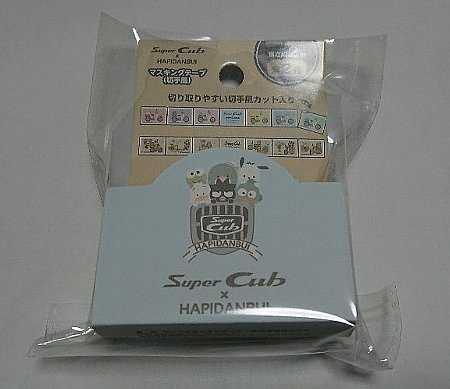 Super Cub
×
HAPIDANBUI
マスキングテープ
(切手風)
切り取りやすい切手風カット入り
Super
Cub
HAPIDANBUI
Super Cub
×
HAPIDANBUI